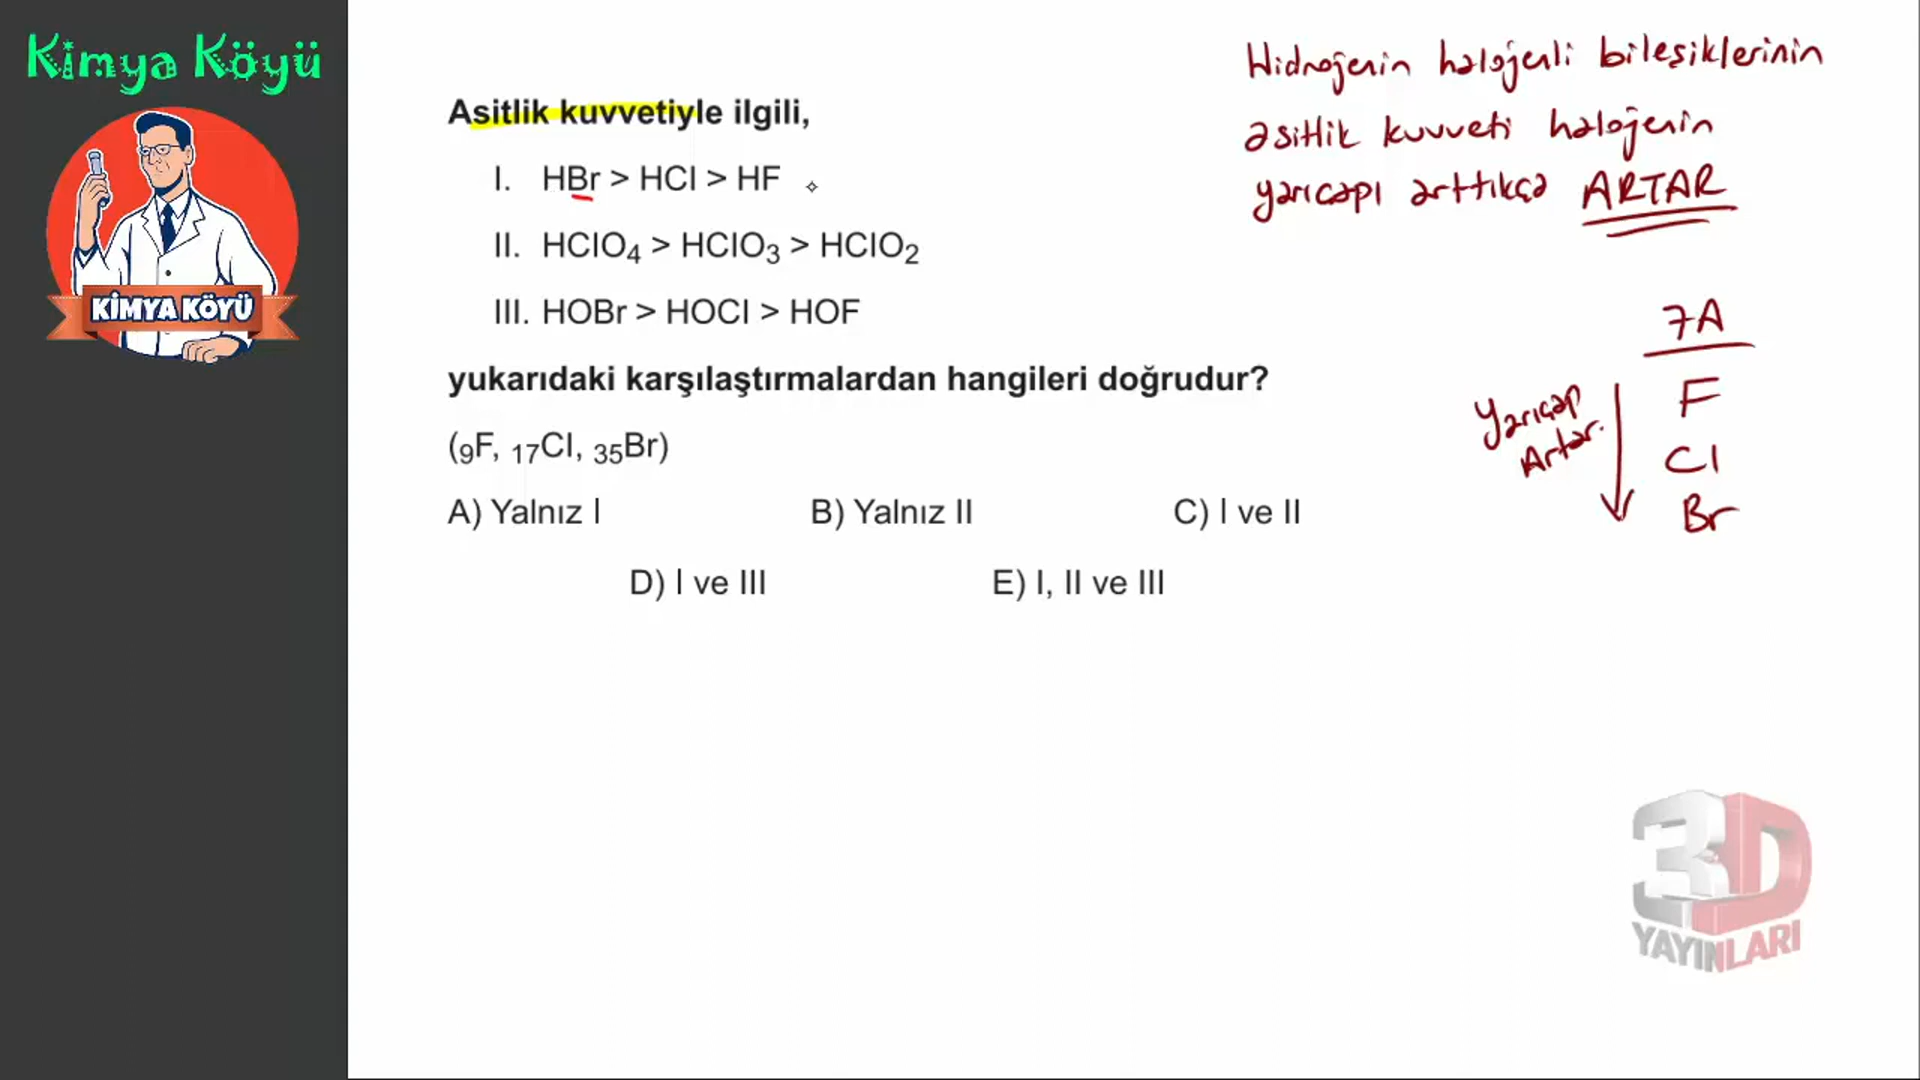 Kimya Köyü
KİMYA KÖYÜ
Asitlik kuvvetiyle ilgili,
I. HBr > HCl > HF
II. HClO₄ > HClO₃ > HClO₂
III. HOBr > HOCl > HOF
yukarıdaki karşılaştırmalardan hangileri doğrudur?
(₉F, ₁₇Cl, ₃₅Br)
A) Yalnız I
B) Yalnız II
C) I ve II
D) I ve III
E) I, II ve III
Hidrojenin halojenli bileşiklerinin
asitlik kuvveti halojenin
yarıçapı arttıkça ARTAR
7A
Yarıçap
Artar.
F
Cl
Br
3D
YAYINLARI